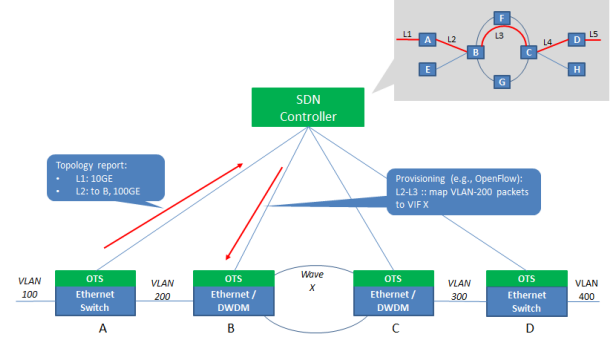 F
L1
A
L2
L3
L4
D
L5
B
C
E
G
H
SDN
Controller
Topology report:
• L1: 10GE
• L2: to B, 100GE
Provisioning (e.g., OpenFlow):
L2-L3 :: map VLAN-200 packets
to VIF X
VLAN
100
OTS
Ethernet
Switch
A
VLAN
200
OTS
Ethernet /
DWDM
B
Wave
X
OTS
Ethernet /
DWDM
C
VLAN
300
OTS
Ethernet
Switch
D
VLAN
400